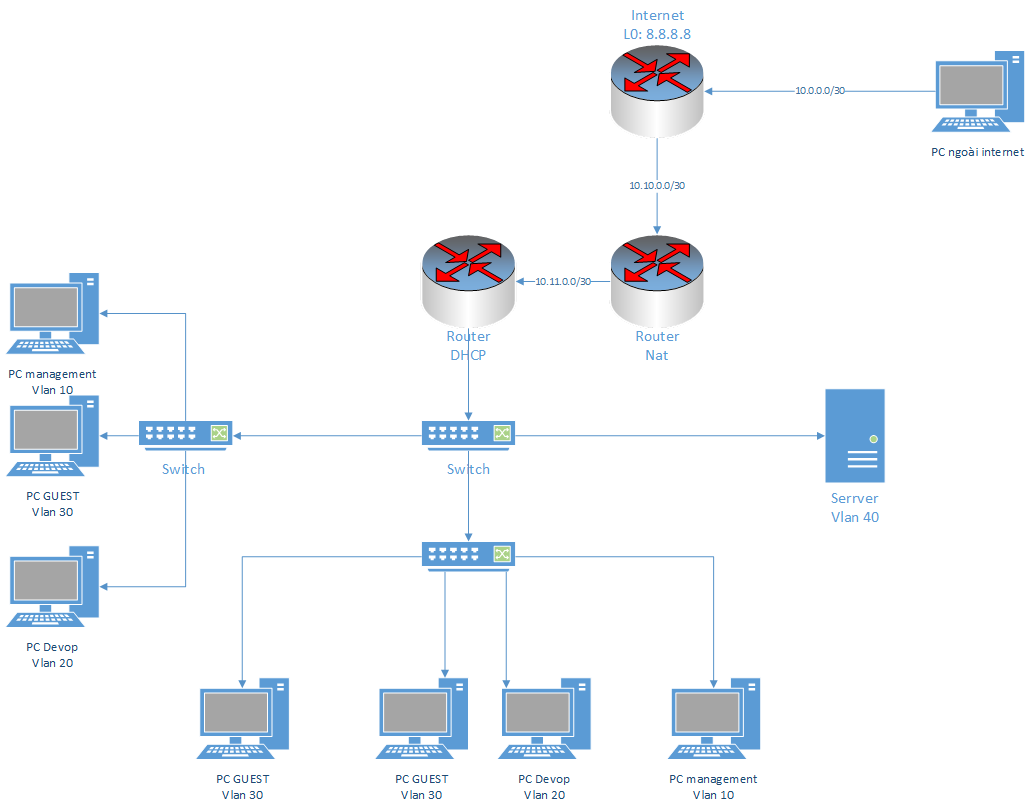 Internet
L0: 8.8.8.8
10.0.0.0/30
PC ngoài internet
10.10.0.0/30
10.11.0.0/30
Router
DHCP
Router
Nat
PC management
Vlan 10
Switch
Switch
PC GUEST
Vlan 30
Serrver
Vlan 40
PC Devop
Vlan 20
PC GUEST
Vlan 30
PC GUEST
Vlan 30
PC Devop
Vlan 20
PC management
Vlan 10